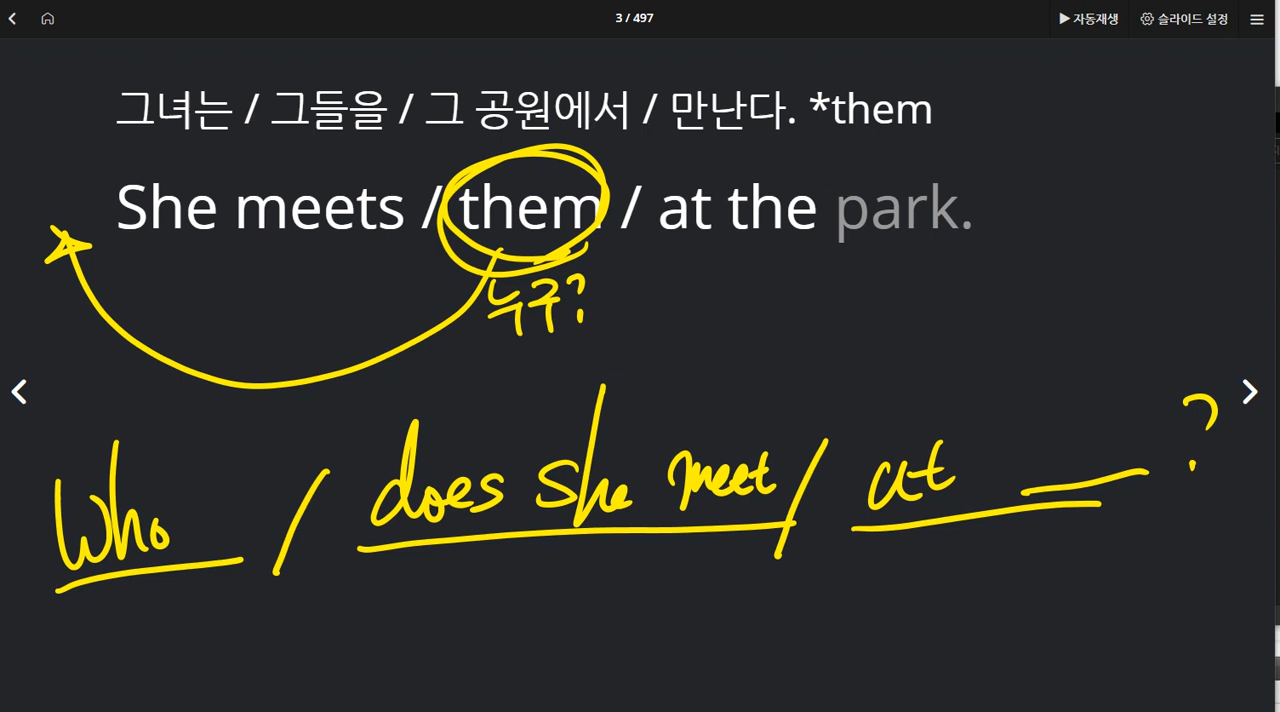 3 / 497
▶ 자동재생
슬라이드 설정
그녀는 / 그들을 / 그 공원에서 / 만난다. *them
She meets / them / at the park.
누구?
Who / does she meet / at ___ ?